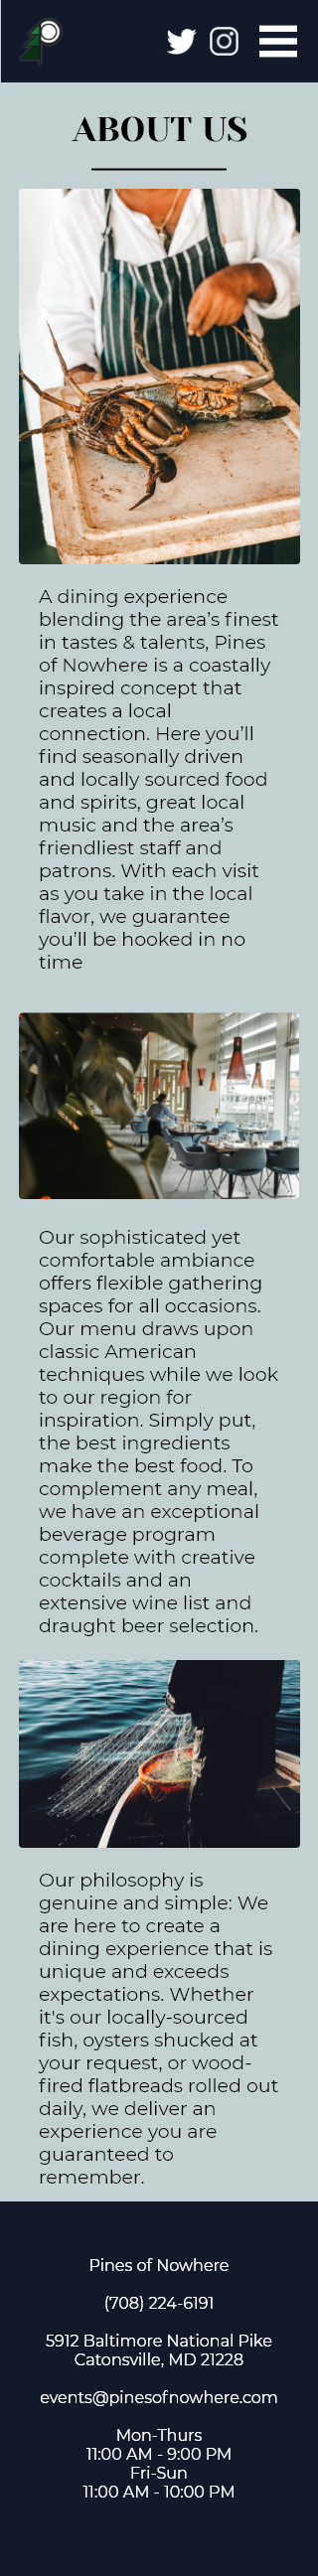 ABOUT US
A dining experience
blending the area’s finest
in tastes & talents, Pines
of Nowhere is a coastally
inspired concept that
creates a local
connection. Here you’ll
find seasonally driven
and locally sourced food
and spirits, great local
music and the area’s
friendliest staff and
patrons. With each visit
as you take in the local
flavor, we guarantee
you’ll be hooked in no
time
Our sophisticated yet
comfortable ambiance
offers flexible gathering
spaces for all occasions.
Our menu draws upon
classic American
techniques while we look
to our region for
inspiration. Simply put,
the best ingredients
make the best food. To
complement any meal,
we have an exceptional
beverage program
complete with creative
cocktails and an
extensive wine list and
draught beer selection.
Our philosophy is
genuine and simple: We
are here to create a
dining experience that is
unique and exceeds
expectations. Whether
it's our locally-sourced
fish, oysters shucked at
your request, or wood-
fired flatbreads rolled out
daily, we deliver an
experience you are
guaranteed to
remember.
Pines of Nowhere
(708) 224-6191
5912 Baltimore National Pike
Catonsville, MD 21228
events@pinesofnowhere.com
Mon-Thurs
11:00 AM - 9:00 PM
Fri-Sun
11:00 AM - 10:00 PM